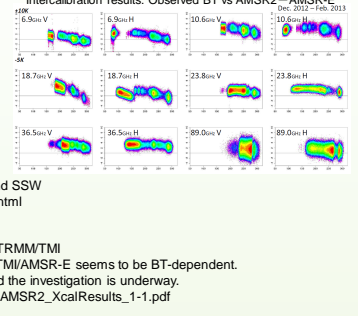 Intercalibration results: Observed BT vs AMSR2 – AMSR-E
Dec. 2012 – Feb. 2013
±10K
6.9GHz V
6.9GHz H
10.6GHz V
10.6GHz H
-5K
18.7GHz V
18.7GHz H
23.8GHz V
23.8GHz H
36.5GHz V
36.5GHz H
89.0GHz V
89.0GHz H
d SSW
html
TRMM/TMI
TMI/AMSR-E seems to be BT-dependent.
d the investigation is underway.
AMSR2_XcalResults_1-1.pdf